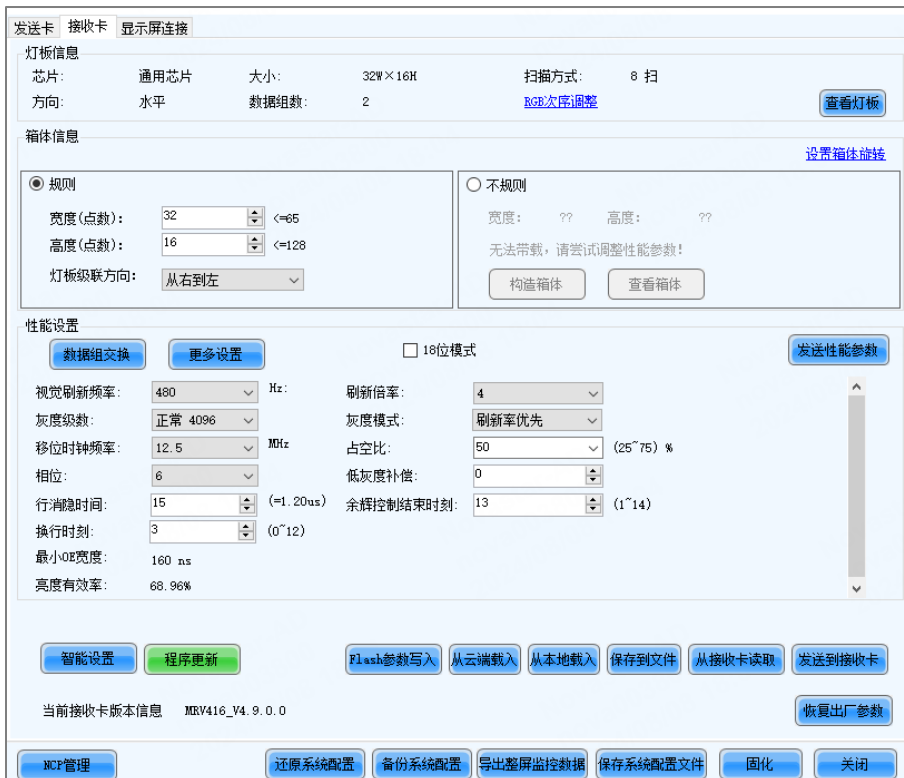 发送卡 接收卡 显示屏连接
灯板信息
芯片: 通用芯片 大小: 32W×16H 扫描方式: 8 扫
方向: 水平 数据组数: 2 RGB次序调整 查看灯板
箱体信息
设置箱体旋转
规则 不规则
宽度(点数): 32 <=65 宽度: ?? 高度: ??
高度(点数): 16 <=128 无法带载，请尝试调整性能参数!
灯板级联方向: 从右到左 构造箱体 查看箱体
性能设置
数据组交换 更多设置 18位模式 发送性能参数
视觉刷新频率: 480 Hz: 刷新倍率: 4
灰度级数: 正常 4096 灰度模式: 刷新率优先
移位时钟频率: 12.5 MHz 占空比: 50 (25~75) %
相位: 6 低灰度补偿: 0
行消隐时间: 15 (=1.20us) 余辉控制结束时刻: 13 (1~14)
换行时刻: 3 (0~12)
最小OE宽度: 160 ns
亮度有效率: 68.96%
智能设置 程序更新 Flash参数写入 从云端载入 从本地载入 保存到文件 从接收卡读取 发送到接收卡
当前接收卡版本信息 MRV416_V4.9.0.0 恢复出厂参数
NCP管理 还原系统配置 备份系统配置 导出整屏监控数据 保存系统配置文件 固化 关闭